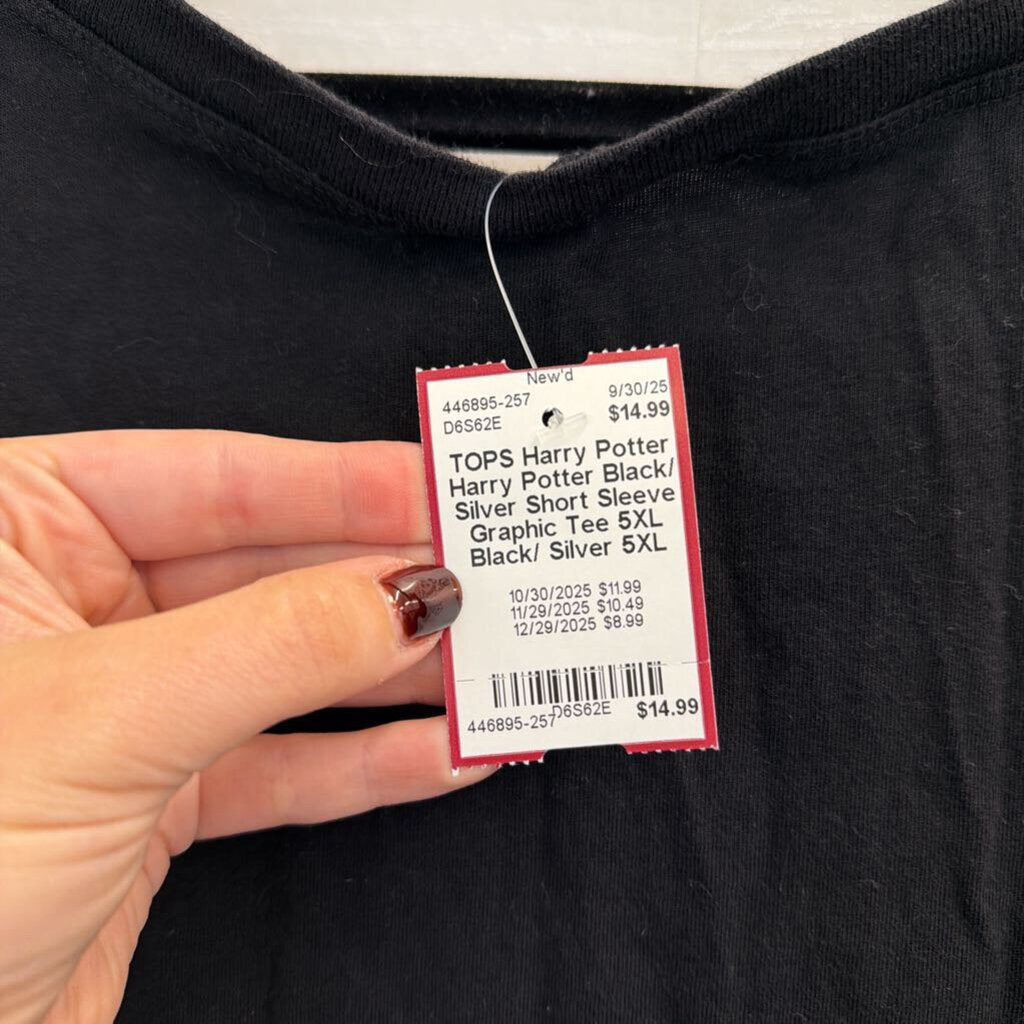 New'd
446895-257 9/30/25
D6S62E $14.99
TOPS Harry Potter
Harry Potter Black/
Silver Short Sleeve
Graphic Tee 5XL
Black/ Silver 5XL
10/30/2025 $11.99
11/29/2025 $10.49
12/29/2025 $8.99
446895-257 D6S62E $14.99